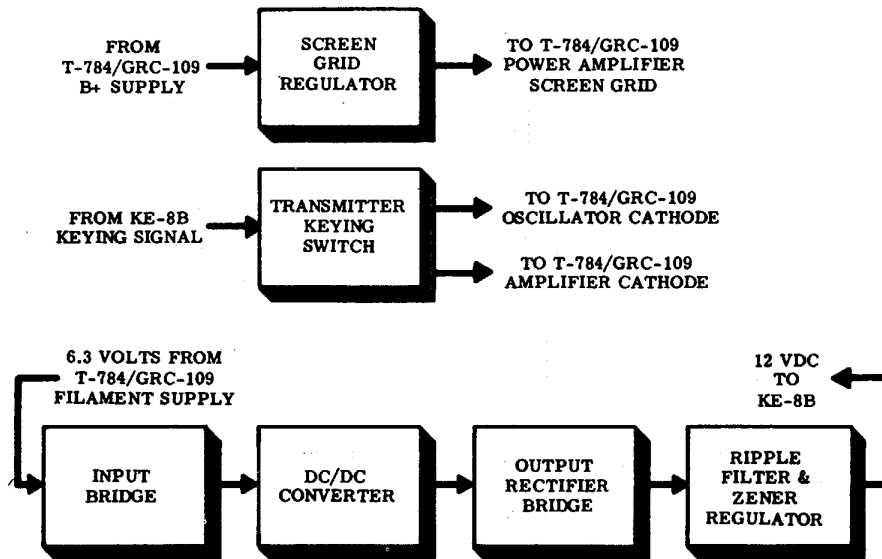 FROM
T-784/GRC-109
B+ SUPPLY
SCREEN
GRID
REGULATOR
TO T-784/GRC-109
POWER AMPLIFIER
SCREEN GRID
FROM KE-8B
KEYING SIGNAL
TRANSMITTER
KEYING
SWITCH
TO T-784/GRC-109
OSCILLATOR CATHODE
TO T-784/GRC-109
AMPLIFIER CATHODE
6.3 VOLTS FROM
T-784/GRC-109
FILAMENT SUPPLY
12 VDC
TO
KE-8B
INPUT
BRIDGE
DC/DC
CONVERTER
OUTPUT
RECTIFIER
BRIDGE
RIPPLE
FILTER &
ZENER
REGULATOR